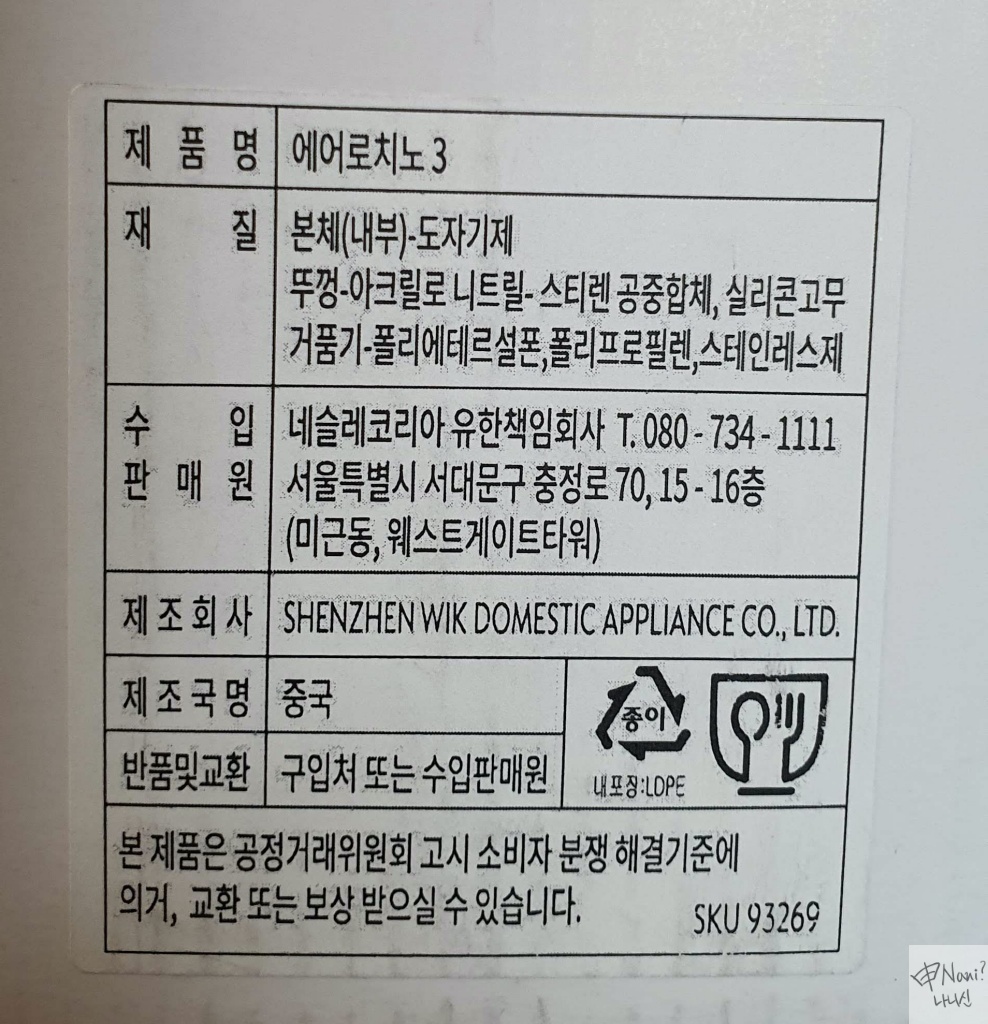 제 품 명 에어로치노 3
재 질 본체(내부)-도자기제
뚜껑-아크릴로 니트릴- 스티렌 공중합체, 실리콘고무
거품기-폴리에테르설폰,폴리프로필렌,스테인레스제
수 입 네슬레코리아 유한책임회사 T. 080 - 734 - 1111
판 매 원 서울특별시 서대문구 충정로 70, 15 - 16층
(미근동, 웨스트게이트타워)
제 조 회 사 SHENZHEN WIK DOMESTIC APPLIANCE CO., LTD.
제 조 국 명 중국
종이
반품및교환 구입처 또는 수입판매원
내포장:LDPE
본 제품은 공정거래위원회 고시 소비자 분쟁 해결기준에
의거, 교환 또는 보상 받으실 수 있습니다.
SKU 93269
Nani?
나니신